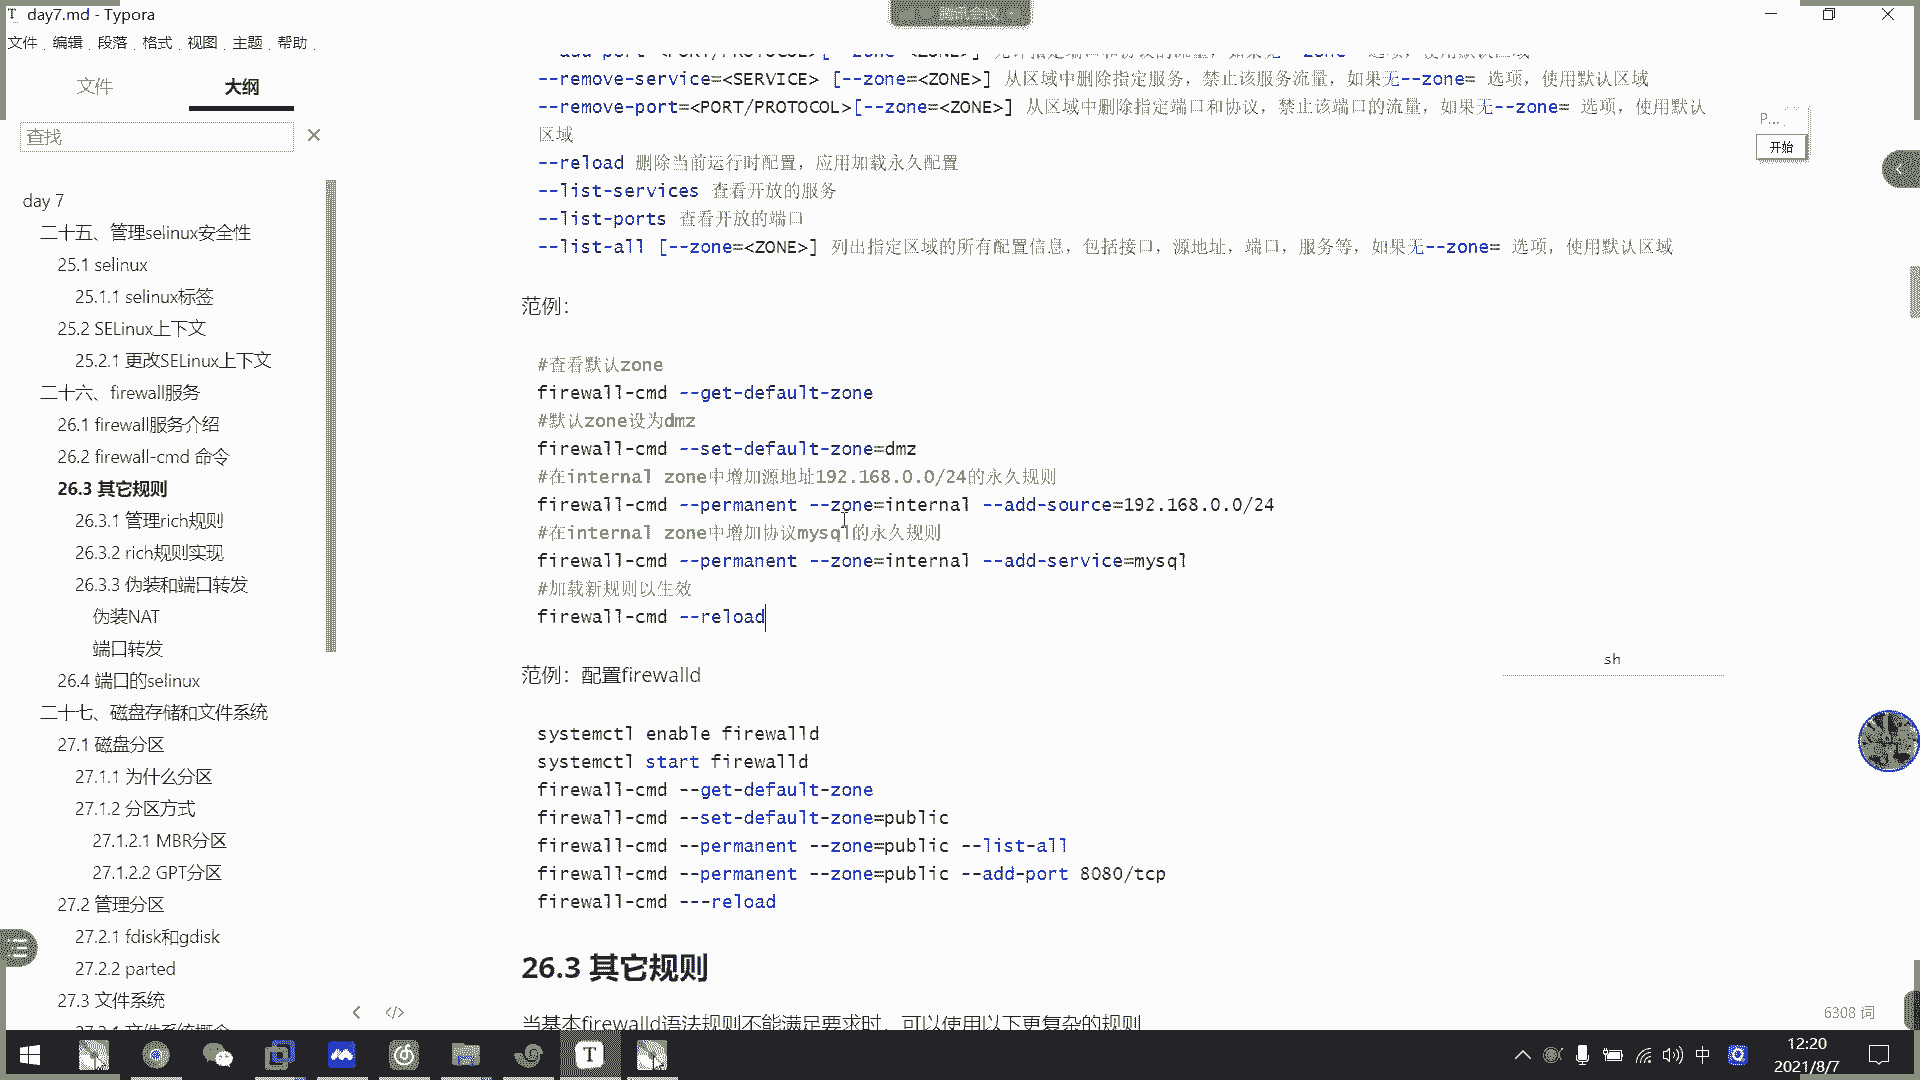 day7.md - Typora
腾讯会议
文件 编辑 段落 格式 视图 主题 帮助
文件 大纲
查找
day 7
二十五、管理selinux安全性
25.1 selinux
25.1.1 selinux标签
25.2 SELinux上下文
25.2.1 更改SELinux上下文
二十六、firewall服务
26.1 firewall服务介绍
26.2 firewall-cmd 命令
26.3 其它规则
26.3.1 管理rich规则
26.3.2 rich规则实现
26.3.3 伪装和端口转发
伪装NAT
端口转发
26.4 端口的selinux
二十七、磁盘存储和文件系统
27.1 磁盘分区
27.1.1 为什么分区
27.1.2 分区方式
27.1.2.1 MBR分区
27.1.2.2 GPT分区
27.2 管理分区
27.2.1 fdisk和gdisk
27.2.2 parted
27.3 文件系统
27.3.1 文件系统概念
--remove-service=<SERVICE> [--zone=<ZONE>] 从区域中删除指定服务，禁止该服务流量，如果无--zone= 选项，使用默认区域
--remove-port=<PORT/PROTOCOL>[--zone=<ZONE>] 从区域中删除指定端口和协议，禁止该端口的流量，如果无--zone= 选项，使用默认
区域
--reload 删除当前运行时配置，应用加载永久配置
--list-services 查看开放的服务
--list-ports 查看开放的端口
--list-all [--zone=<ZONE>] 列出指定区域的所有配置信息，包括接口，源地址，端口，服务等，如果无--zone= 选项，使用默认区域
范例：
#查看默认zone
firewall-cmd --get-default-zone
#默认zone设为dmz
firewall-cmd --set-default-zone=dmz
#在internal zone中增加源地址192.168.0.0/24的永久规则
firewall-cmd --permanent --zone=internal --add-source=192.168.0.0/24
#在internal zone中增加协议mysql的永久规则
firewall-cmd --permanent --zone=internal --add-service=mysql
#加载新规则以生效
firewall-cmd --reload
sh
范例：配置firewalld
systemctl enable firewalld
systemctl start firewalld
firewall-cmd --get-default-zone
firewall-cmd --set-default-zone=public
firewall-cmd --permanent --zone=public --list-all
firewall-cmd --permanent --zone=public --add-port 8080/tcp
firewall-cmd ---reload
26.3 其它规则
当基本firewalld语法规则不能满足要求时，可以使用以下更复杂的规则
P...
开始
6308 词
中
12:20
2021/8/7